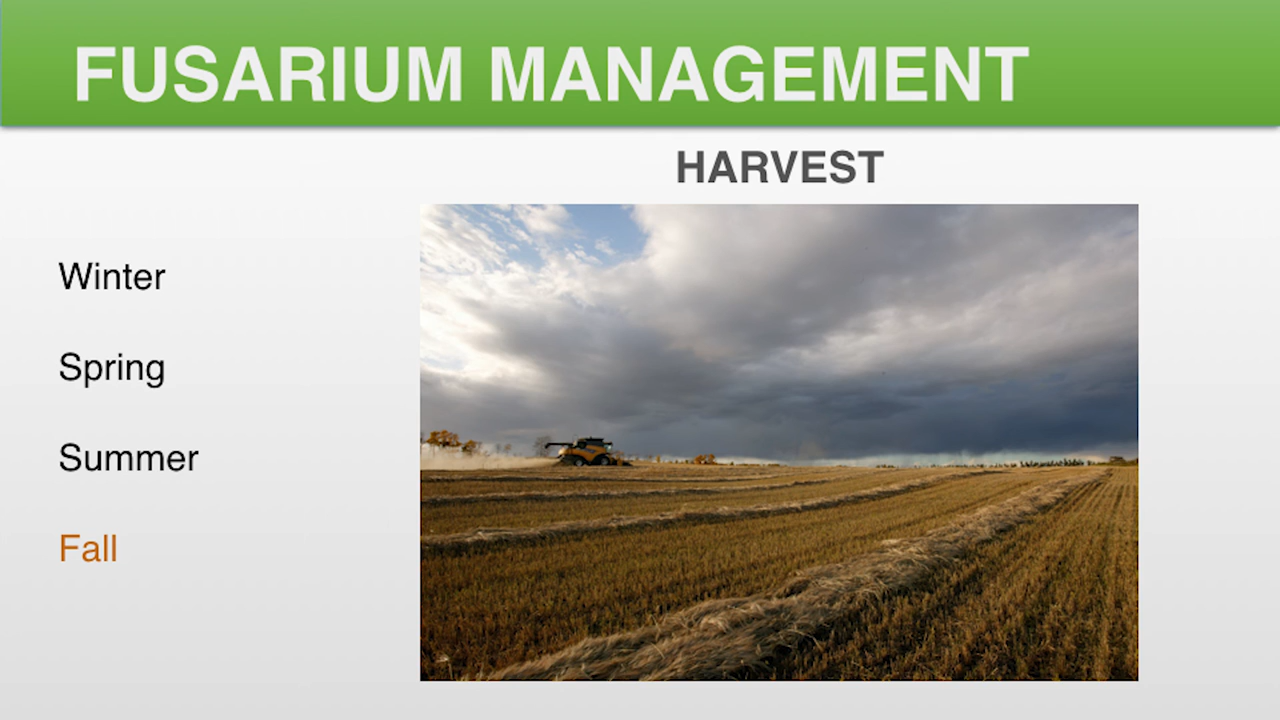 FUSARIUM MANAGEMENT
HARVEST
Winter
Spring
Summer
Fall